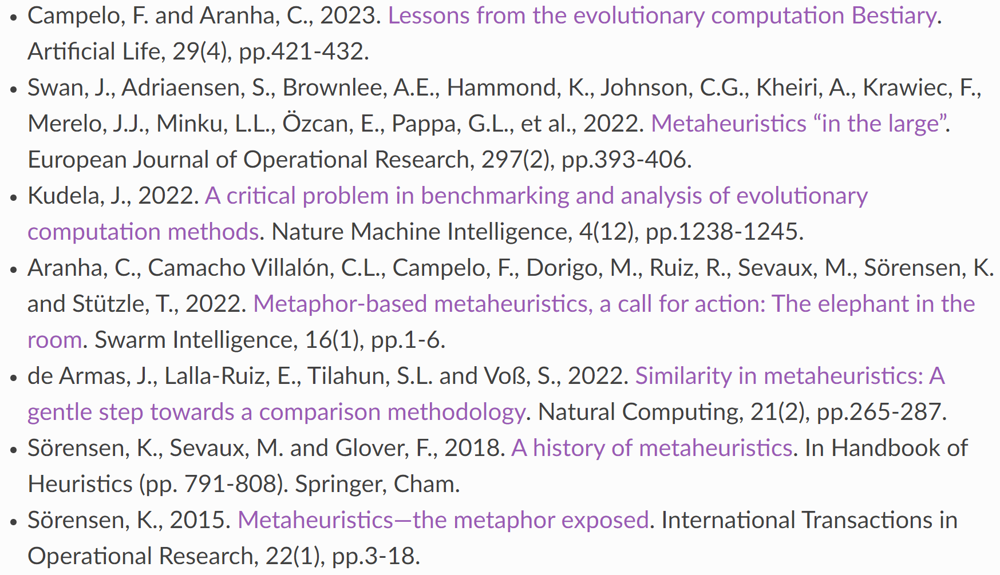 • Campelo, F. and Aranha, C., 2023. Lessons from the evolutionary computation Bestiary.
Artificial Life, 29(4), pp.421-432.
• Swan, J., Adriaensen, S., Brownlee, A.E., Hammond, K., Johnson, C.G., Kheiri, A., Krawiec, F.,
Merelo, J.J., Minku, L.L., Özcan, E., Pappa, G.L., et al., 2022. Metaheuristics “in the large”.
European Journal of Operational Research, 297(2), pp.393-406.
• Kudela, J., 2022. A critical problem in benchmarking and analysis of evolutionary
computation methods. Nature Machine Intelligence, 4(12), pp.1238-1245.
• Aranha, C., Camacho Villalón, C.L., Campelo, F., Dorigo, M., Ruiz, R., Sevaux, M., Sörensen, K.
and Stützle, T., 2022. Metaphor-based metaheuristics, a call for action: The elephant in the
room. Swarm Intelligence, 16(1), pp.1-6.
• de Armas, J., Lalla-Ruiz, E., Tilahun, S.L. and Voß, S., 2022. Similarity in metaheuristics: A
gentle step towards a comparison methodology. Natural Computing, 21(2), pp.265-287.
• Sörensen, K., Sevaux, M. and Glover, F., 2018. A history of metaheuristics. In Handbook of
Heuristics (pp. 791-808). Springer, Cham.
• Sörensen, K., 2015. Metaheuristics—the metaphor exposed. International Transactions in
Operational Research, 22(1), pp.3-18.